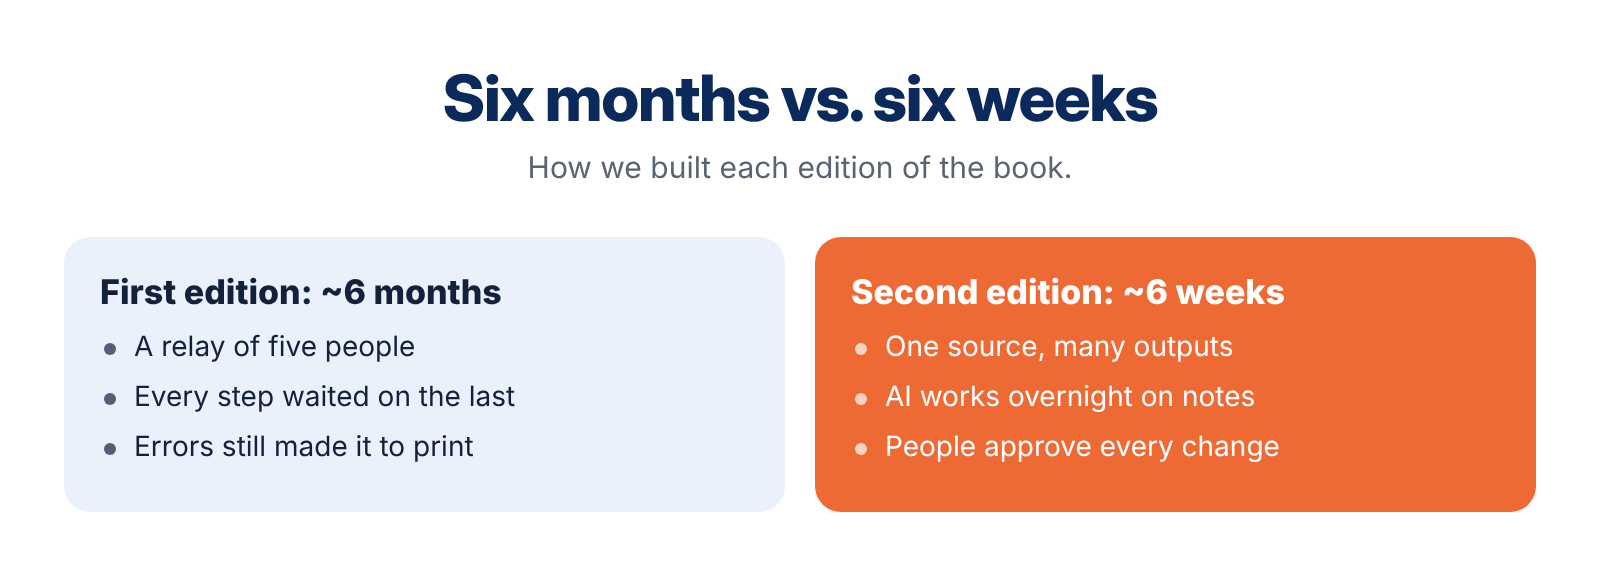 Six months vs. six weeks
How we built each edition of the book.
First edition: ~6 months
A relay of five people
Every step waited on the last
Errors still made it to print
Second edition: ~6 weeks
One source, many outputs
AI works overnight on notes
People approve every change